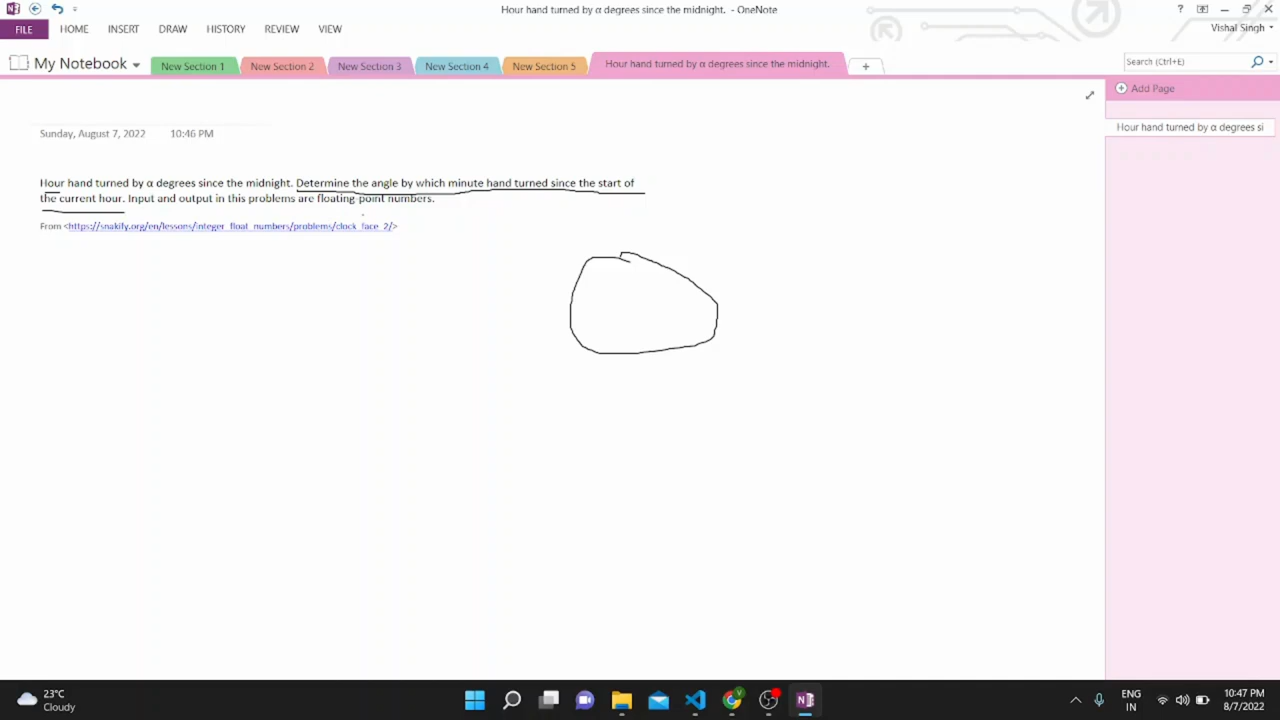 Hour hand turned by α degrees since the midnight. - OneNote
?
FILE
HOME
INSERT
DRAW
HISTORY
REVIEW
VIEW
Vishal Singh
My Notebook
New Section 1
New Section 2
New Section 3
New Section 4
New Section 5
Hour hand turned by α degrees since the midnight.
+
Search (Ctrl+E)
Add Page
Hour hand turned by α degrees si
Sunday, August 7, 2022 10:46 PM
Hour hand turned by α degrees since the midnight. Determine the angle by which minute hand turned since the start of
the current hour. Input and output in this problems are floating-point numbers.
From <https://snakify.org/en/lessons/integer_float_numbers/problems/clock_face_2/>
23°C
Cloudy
ENG
IN
10:47 PM
8/7/2022